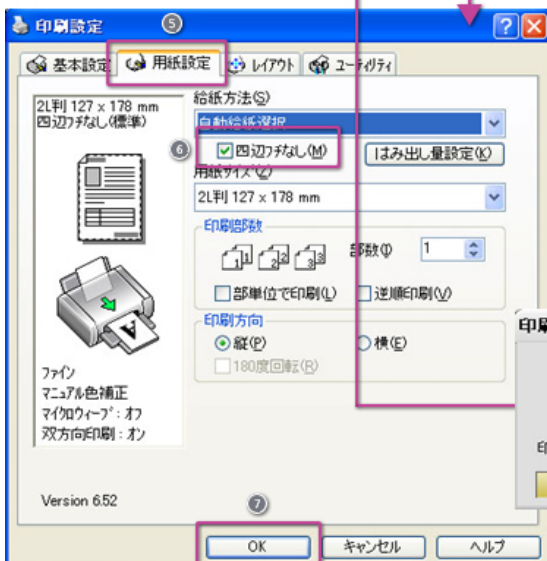 印刷設定
⑤
基本設定
用紙設定
レイアウト
ユーティリティ
2L判 127 x 178 mm
四辺フチなし(標準)
給紙方法(S)
自動給紙選択
⑥
四辺フチなし(M)
はみ出し量設定(K)
用紙サイズ(Z)
2L判 127 x 178 mm
印刷部数
部数(I)
1
部単位で印刷(L)
逆順印刷(V)
印刷方向
縦(P)
横(E)
180度回転(R)
ファイン
マニュアル色補正
マイクロウィーブ：オフ
双方向印刷：オン
Version 6.52
⑦
OK
キャンセル
ヘルプ